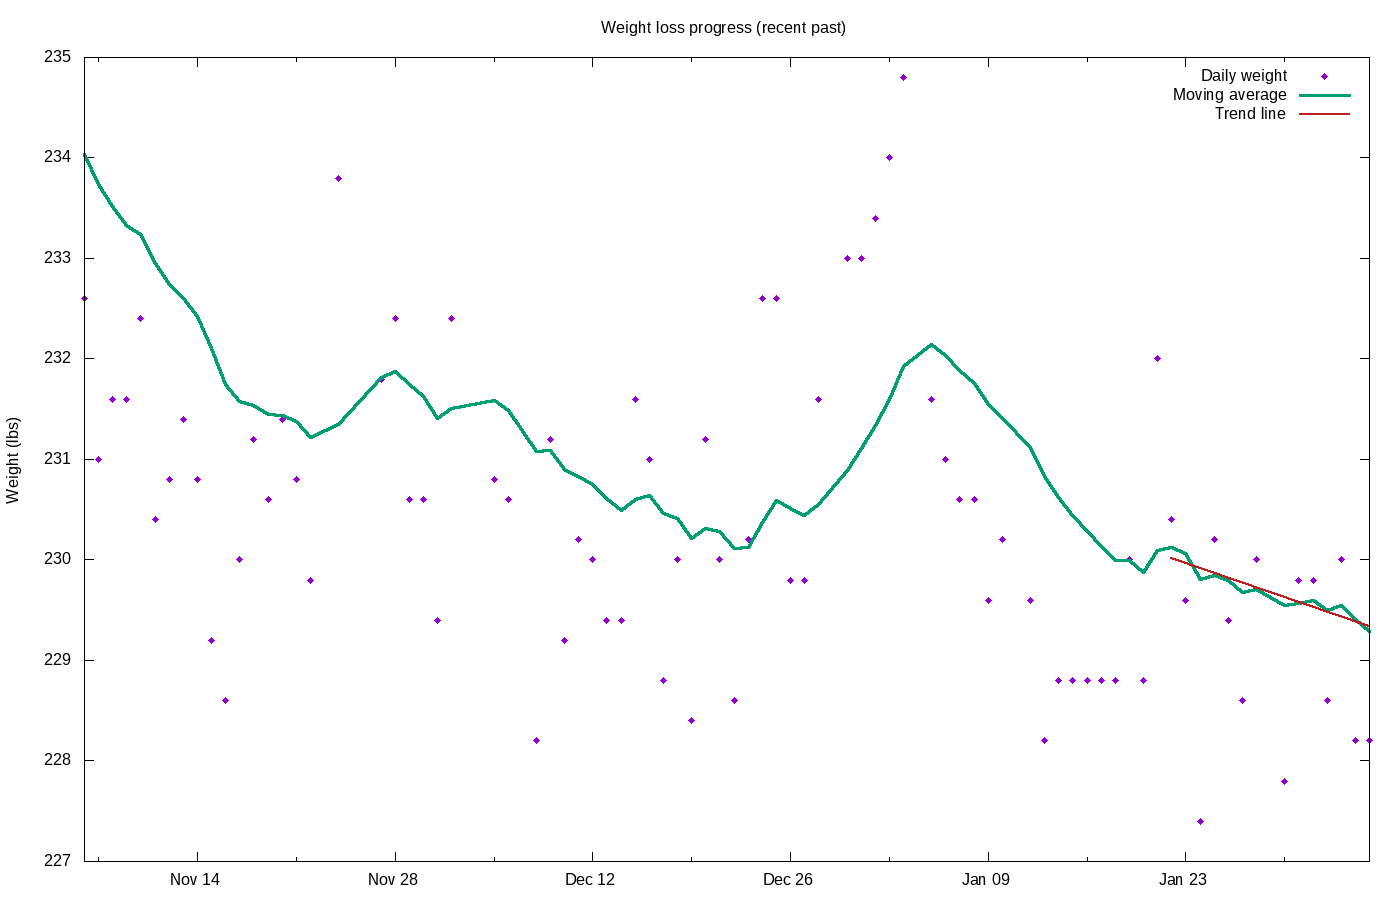 Weight loss progress (recent past)
235
234
233
232
231
230
229
228
227
Weight (lbs)
Daily weight
Moving average
Trend line
Nov 14
Nov 28
Dec 12
Dec 26
Jan 09
Jan 23